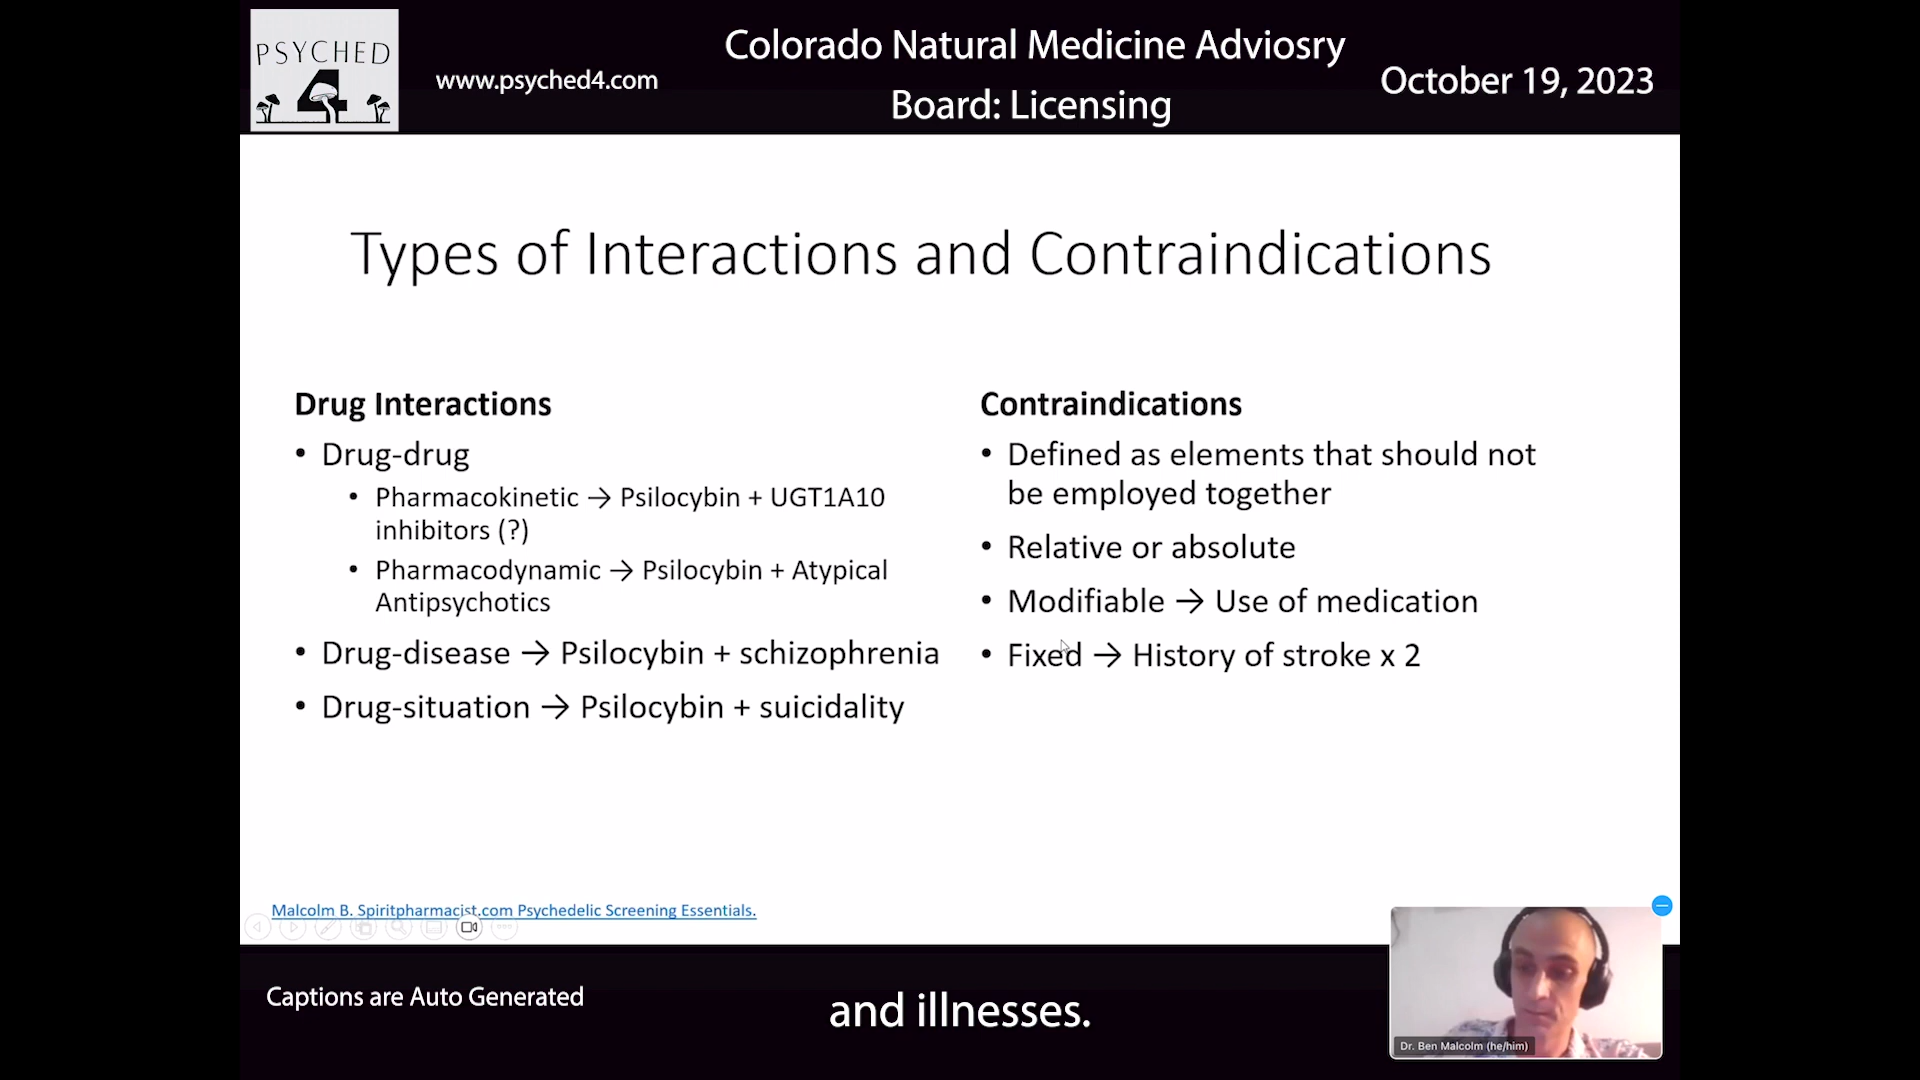 PSYCHED
4
www.psyched4.com
Colorado Natural Medicine Adviosry
Board: Licensing
October 19, 2023
Types of Interactions and Contraindications
Drug Interactions
• Drug-drug
• Pharmacokinetic → Psilocybin + UGT1A10
inhibitors (?)
• Pharmacodynamic → Psilocybin + Atypical
Antipsychotics
• Drug-disease → Psilocybin + schizophrenia
• Drug-situation → Psilocybin + suicidality
Contraindications
• Defined as elements that should not
be employed together
• Relative or absolute
• Modifiable → Use of medication
• Fixed → History of stroke x 2
Malcolm B. Spiritpharmacist.com Psychedelic Screening Essentials.
Captions are Auto Generated
and illnesses.
Dr. Ben Malcolm (he/him)